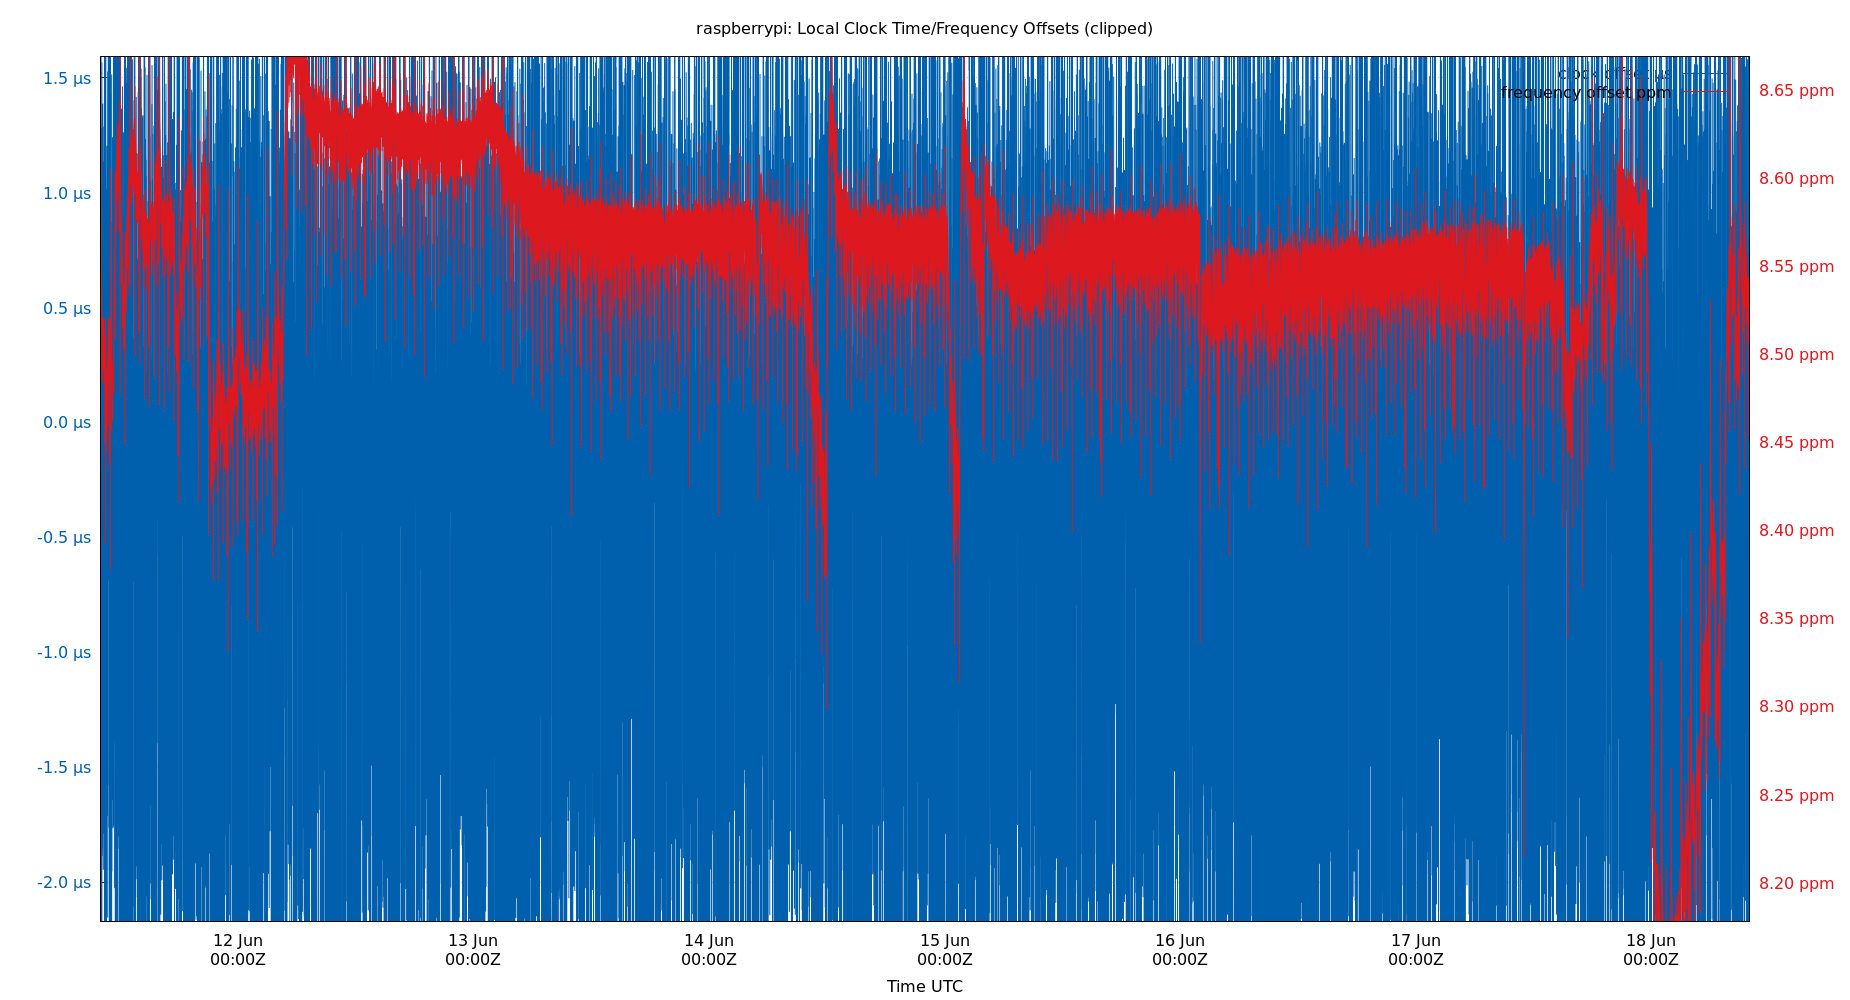 raspberrypi: Local Clock Time/Frequency Offsets (clipped)
clock offset µs
frequency offset ppm
1.5 µs
1.0 µs
0.5 µs
0.0 µs
-0.5 µs
-1.0 µs
-1.5 µs
-2.0 µs
8.65 ppm
8.60 ppm
8.55 ppm
8.50 ppm
8.45 ppm
8.40 ppm
8.35 ppm
8.30 ppm
8.25 ppm
8.20 ppm
12 Jun 13 Jun 14 Jun 15 Jun 16 Jun 17 Jun 18 Jun
00:00Z 00:00Z 00:00Z 00:00Z 00:00Z 00:00Z 00:00Z
Time UTC